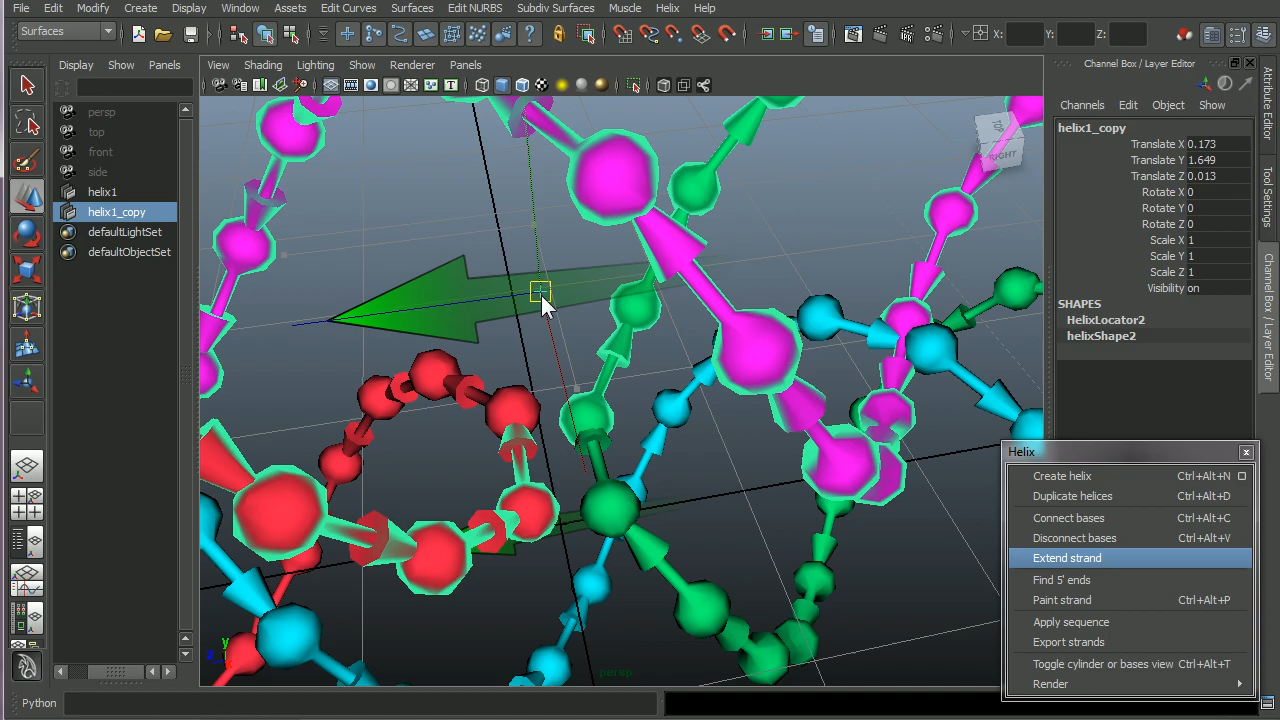 File Edit Modify Create Display Window Assets Edit Curves Surfaces Edit NURBS Subdiv Surfaces Muscle Helix Help
Surfaces X: Y: Z:
Display Show Panels
persp
top
front
side
helix1
helix1_copy
defaultLightSet
defaultObjectSet
View Shading Lighting Show Renderer Panels
TOP
RIGHT
persp
y
z
Channel Box / Layer Editor
Channels Edit Object Show
helix1_copy
Translate X 0.173
Translate Y 1.649
Translate Z 0.013
Rotate X 0
Rotate Y 0
Rotate Z 0
Scale X 1
Scale Y 1
Scale Z 1
Visibility on
SHAPES
HelixLocator2
helixShape2
Attribute Editor
Tool Settings
Channel Box / Layer Editor
Helix
Create helix Ctrl+Alt+N
Duplicate helices Ctrl+Alt+D
Connect bases Ctrl+Alt+C
Disconnect bases Ctrl+Alt+V
Extend strand
Find 5' ends
Paint strand Ctrl+Alt+P
Apply sequence
Export strands
Toggle cylinder or bases view Ctrl+Alt+T
Render
Python